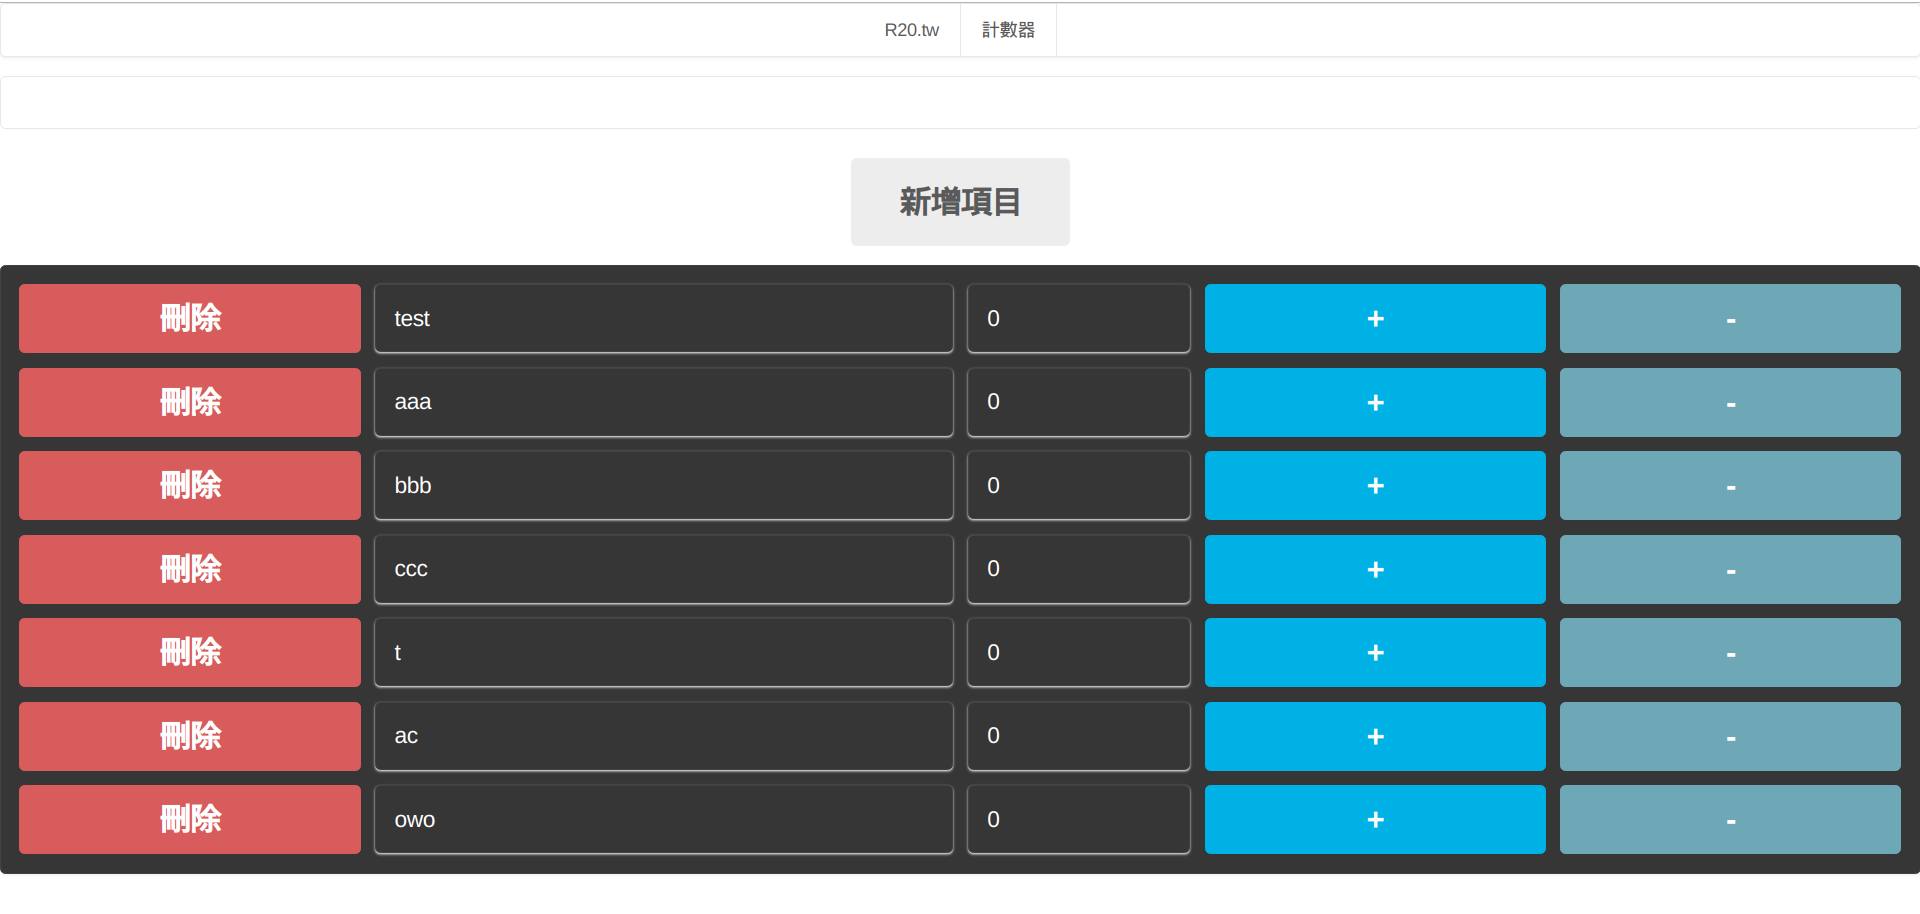 R20.tw 計數器
新增項目
刪除 test 0 + -
刪除 aaa 0 + -
刪除 bbb 0 + -
刪除 ccc 0 + -
刪除 t 0 + -
刪除 ac 0 + -
刪除 owo 0 + -